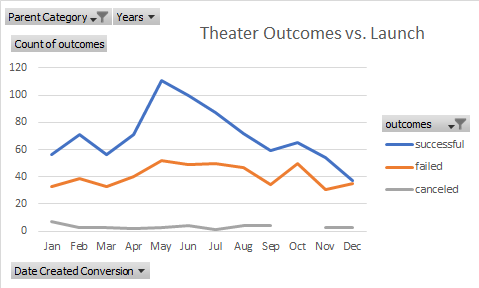 Parent Category Years
Theater Outcomes vs. Launch
Count of outcomes
120
100
80
60
40
20
0
Jan Feb Mar Apr May Jun Jul Aug Sep Oct Nov Dec
outcomes
successful
failed
canceled
Date Created Conversion